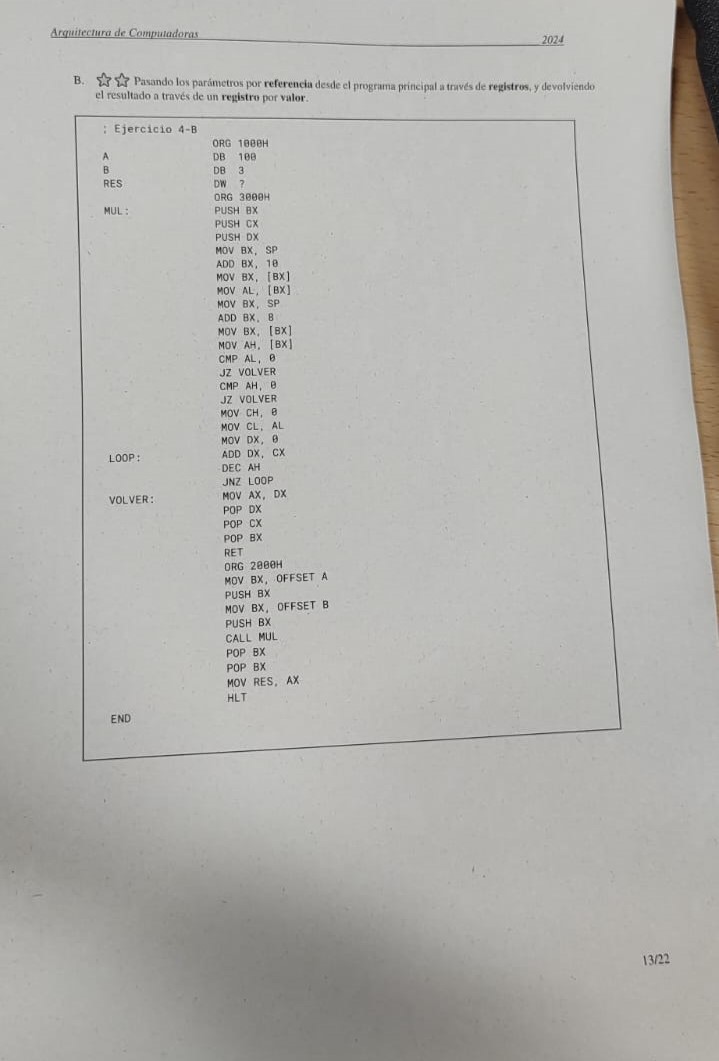 Arquitectura de Computadoras
2024
B. ☆☆ Pasando los parámetros por referencia desde el programa principal a través de registros, y devolviendo
el resultado a través de un registro por valor.
; Ejercicio 4-B
ORG 1000H
A DB 100
B DB 3
RES DW ?
ORG 3000H
MUL: PUSH BX
PUSH CX
PUSH DX
MOV BX, SP
ADD BX, 10
MOV BX, [BX]
MOV AL, [BX]
MOV BX, SP
ADD BX, 8
MOV BX, [BX]
MOV AH, [BX]
CMP AL, 0
JZ VOLVER
CMP AH, 0
JZ VOLVER
MOV CH, 0
MOV CL, AL
MOV DX, 0
LOOP: ADD DX, CX
DEC AH
JNZ LOOP
VOLVER: MOV AX, DX
POP DX
POP CX
POP BX
RET
ORG 2000H
MOV BX, OFFSET A
PUSH BX
MOV BX, OFFSET B
PUSH BX
CALL MUL
POP BX
POP BX
MOV RES, AX
HLT
END
13/22